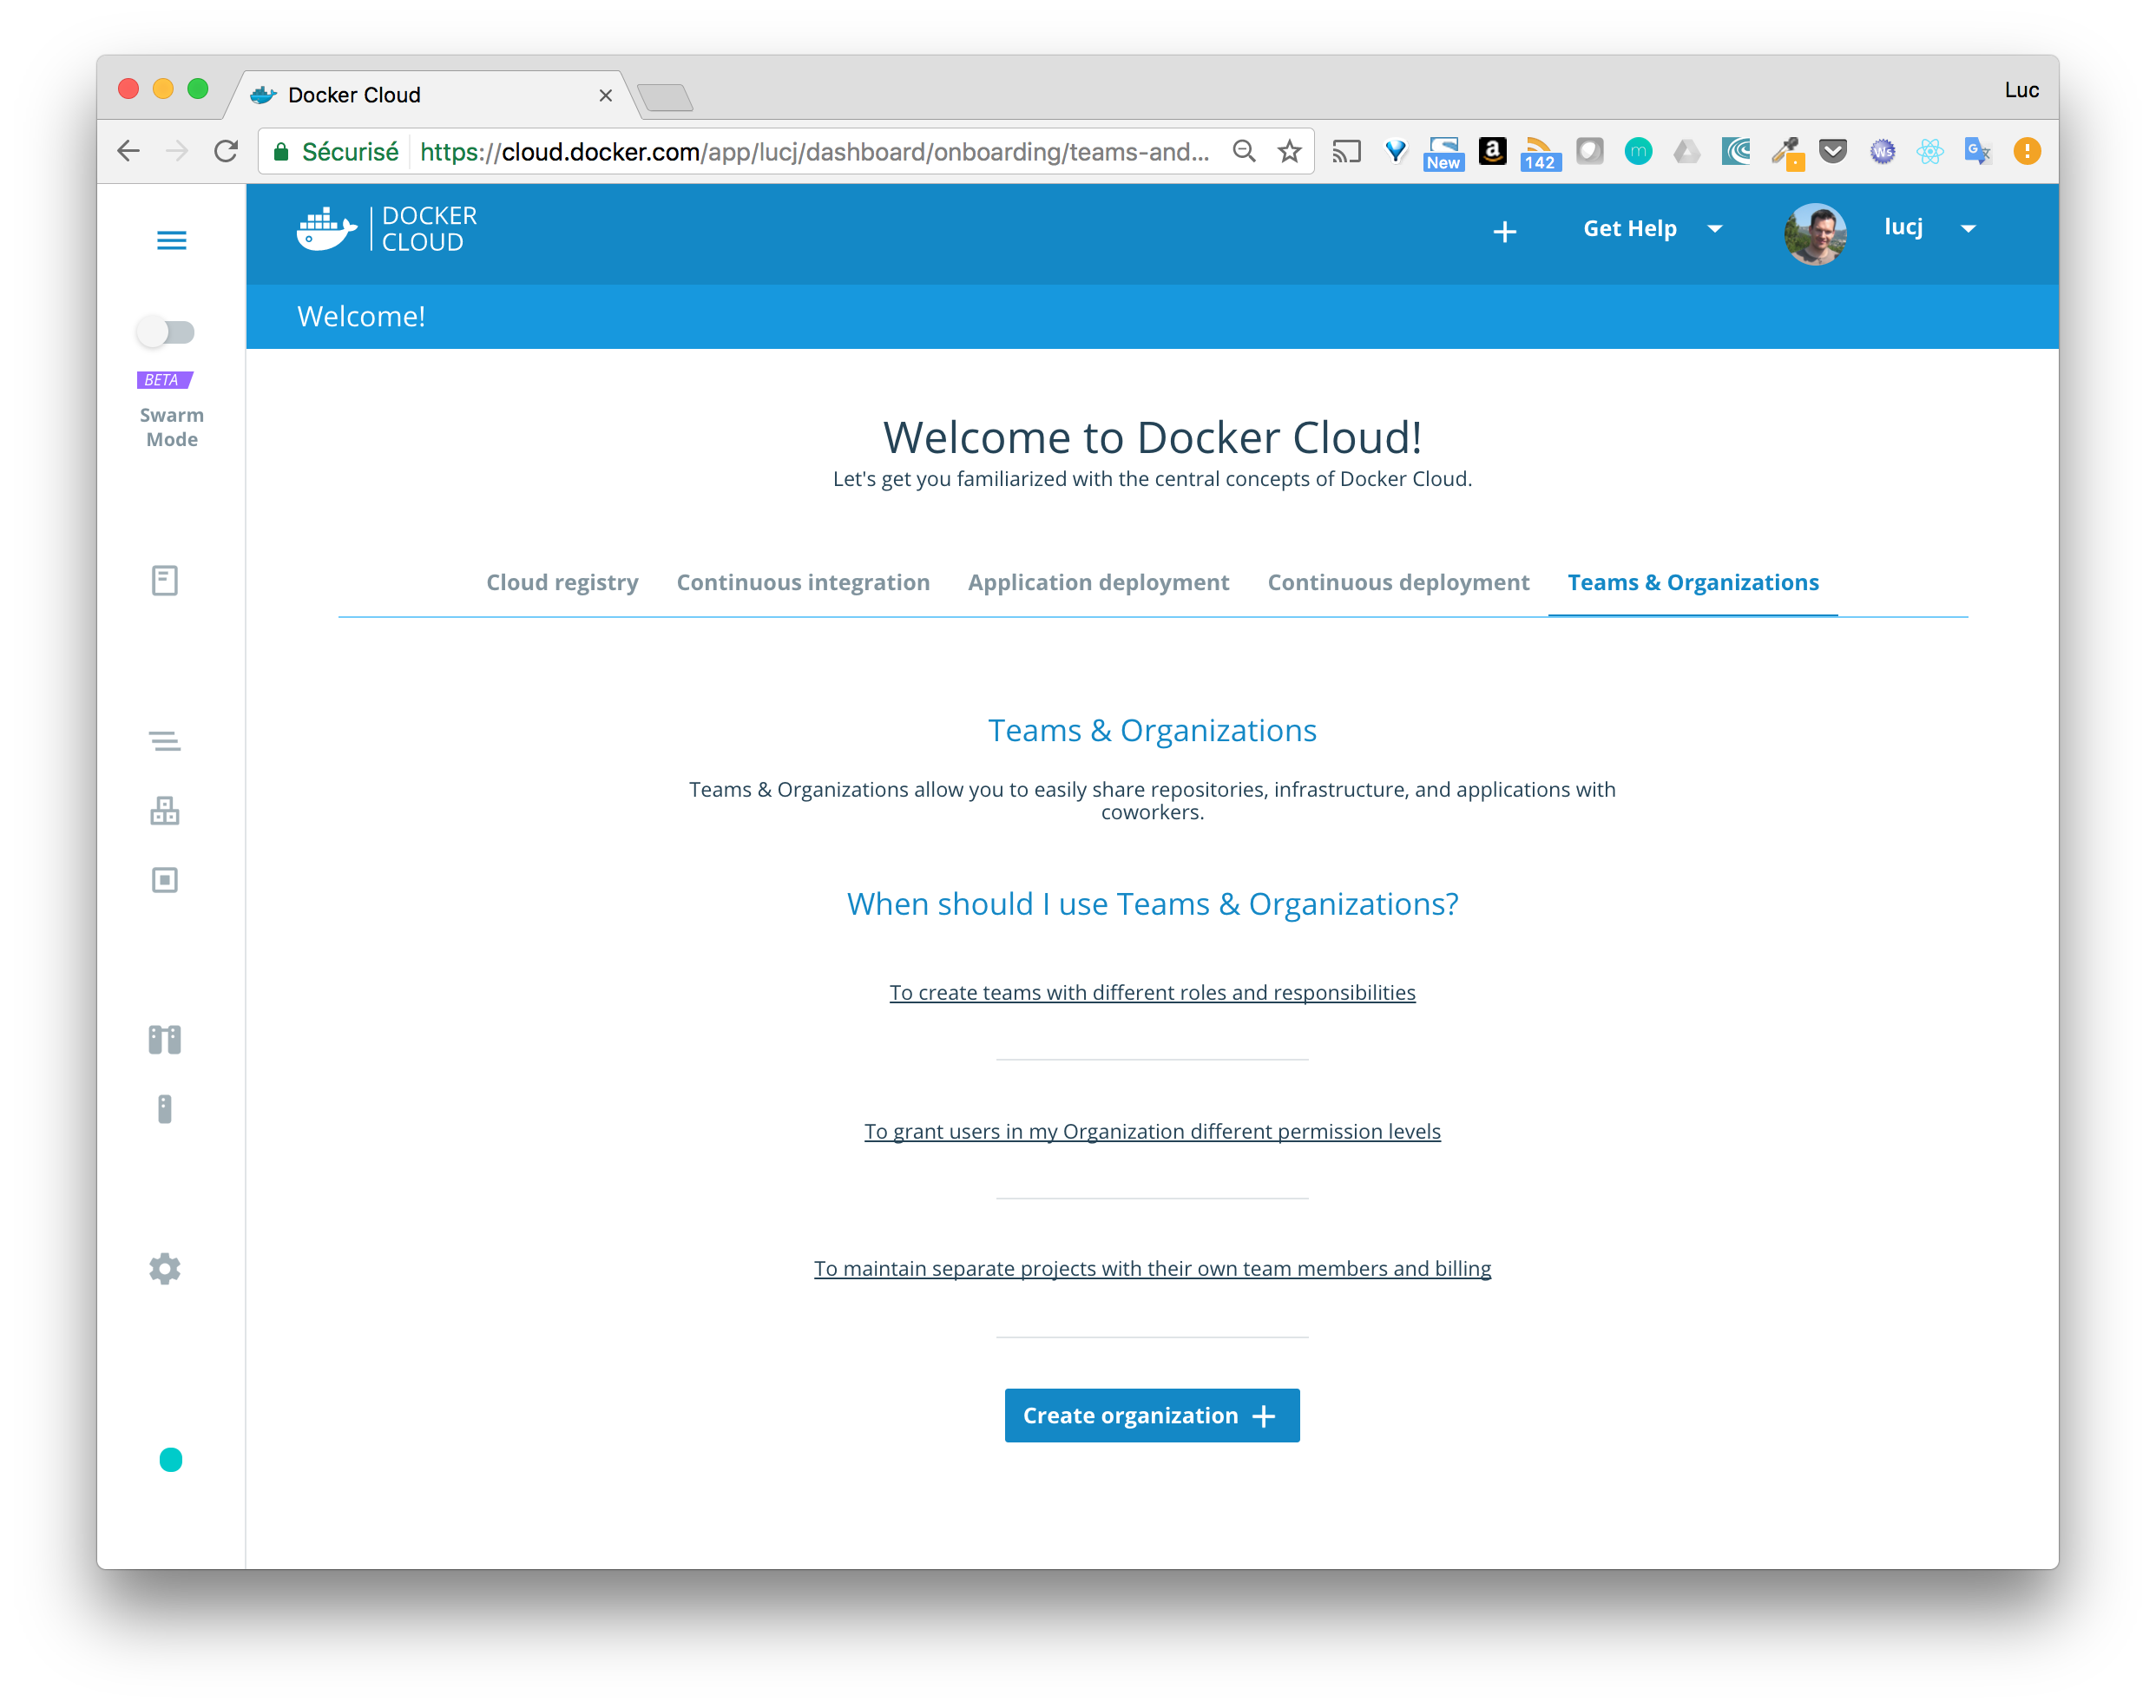 Docker Cloud
Luc
Sécurisé https://cloud.docker.com/app/lucj/dashboard/onboarding/teams-and...
New
a
142
m
Ws
G
DOCKER
CLOUD
Get Help
lucj
Welcome!
BETA
Swarm
Mode
Welcome to Docker Cloud!
Let's get you familiarized with the central concepts of Docker Cloud.
Cloud registry Continuous integration Application deployment Continuous deployment Teams & Organizations
Teams & Organizations
Teams & Organizations allow you to easily share repositories, infrastructure, and applications with
coworkers.
When should I use Teams & Organizations?
To create teams with different roles and responsibilities
To grant users in my Organization different permission levels
To maintain separate projects with their own team members and billing
Create organization